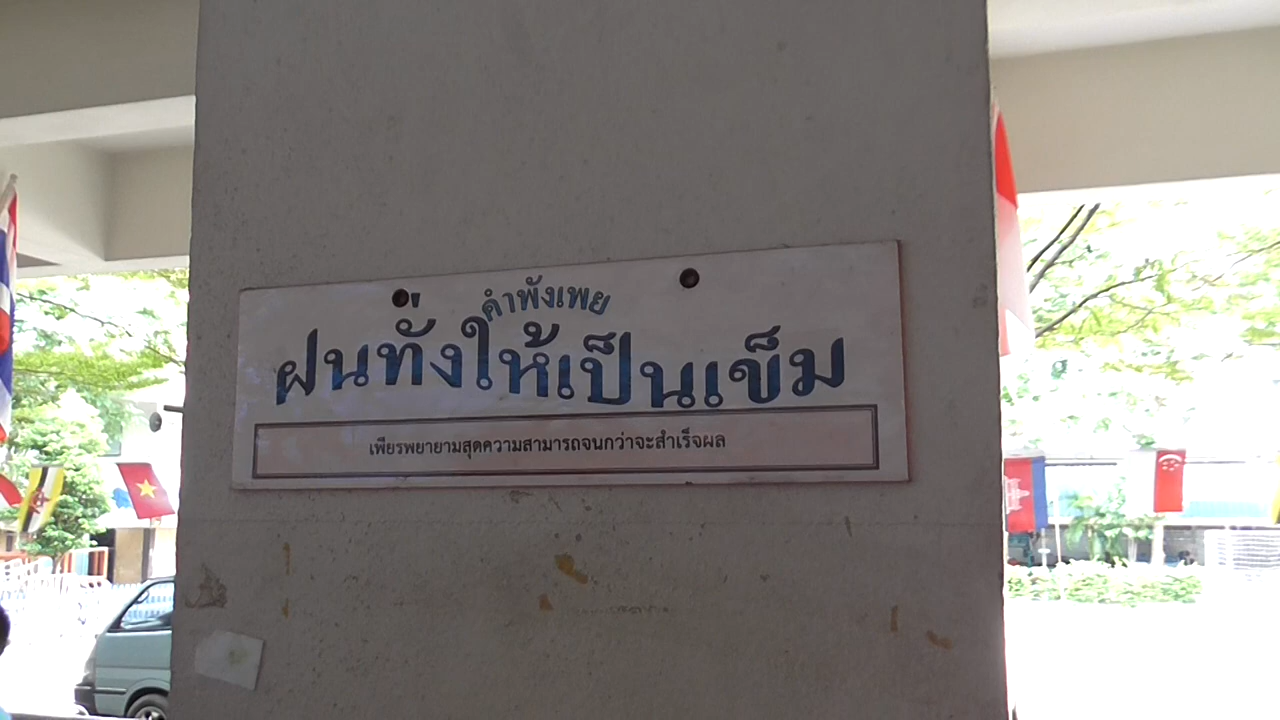 คำพังเพย
ฝนทั่งให้เป็นเข็ม
เพียรพยายามสุดความสามารถจนกว่าจะสำเร็จผล